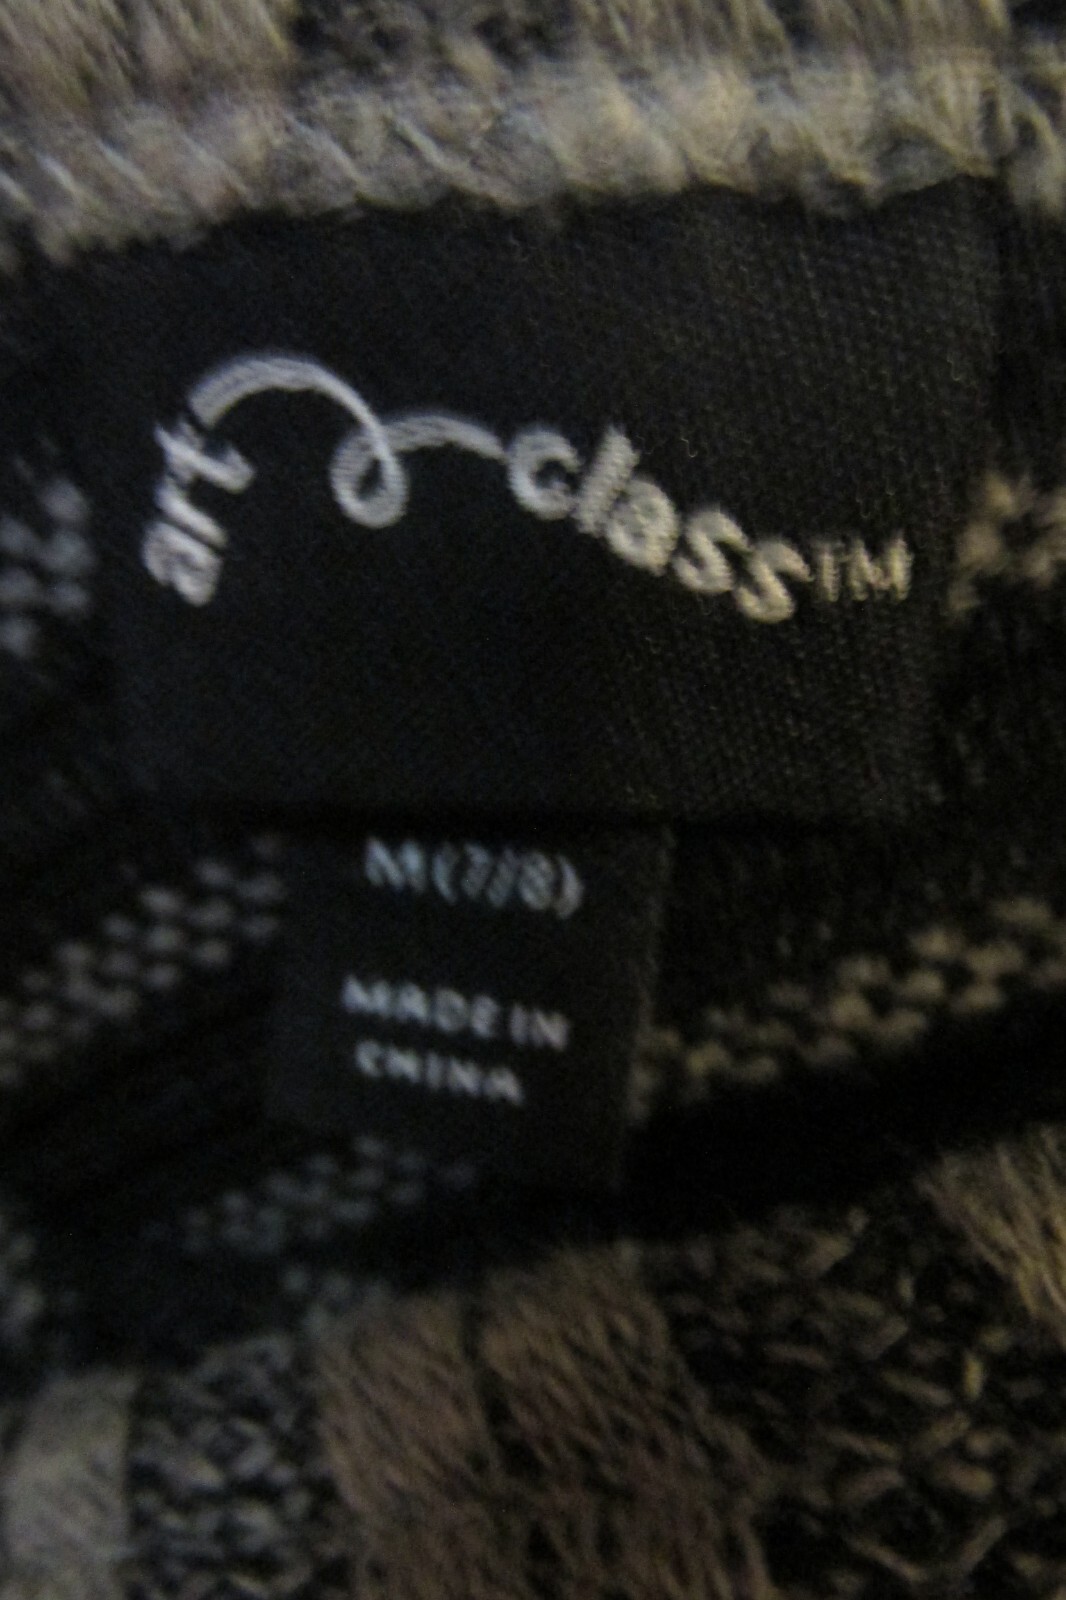 art class™
M(7/8)
MADE IN
CHINA